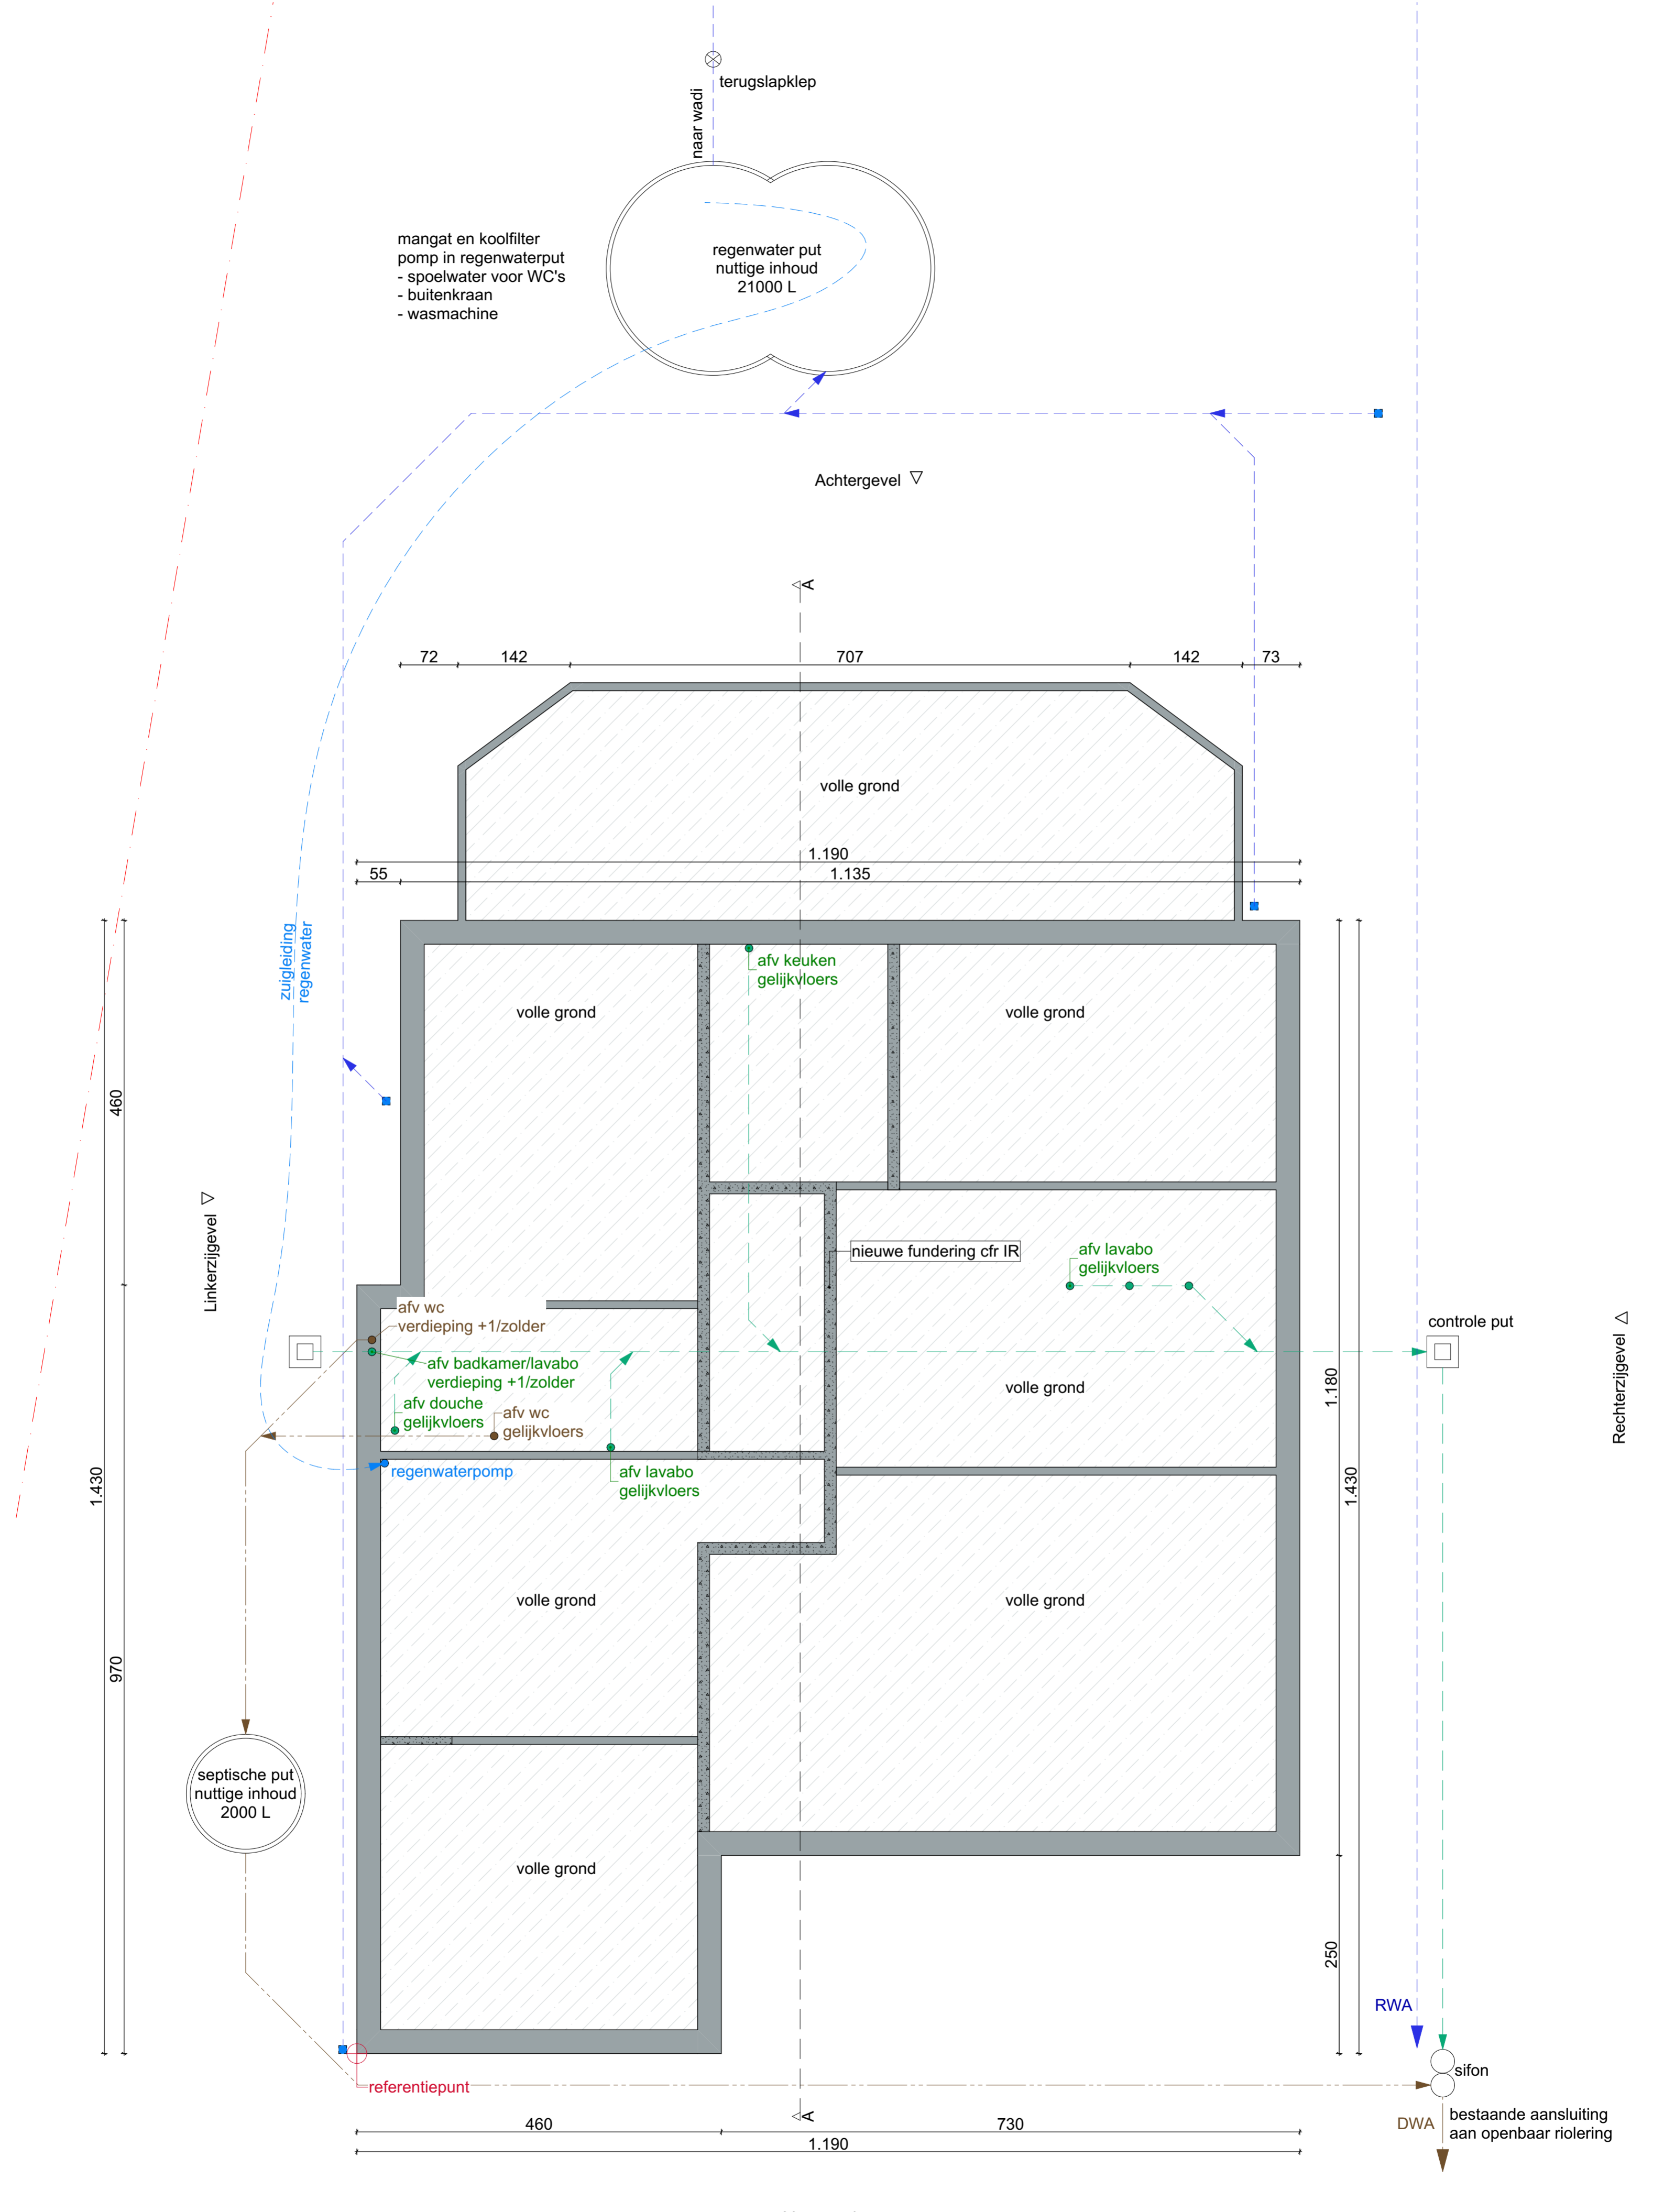 terugslapklep
naar wadi
mangat en koolfilter
pomp in regenwaterput
- spoelwater voor WC's
- buitenkraan
- wasmachine
regenwater put
nuttige inhoud
21000 L
Achtergevel
A
72
142
707
142
73
volle grond
1.190
55
1.135
zuigleiding
regenwater
afv keuken
gelijkvloers
volle grond
volle grond
460
Linkerzijgevel
nieuwe fundering cfr IR
afv lavabo
gelijkvloers
afv wc
verdieping +1/zolder
controle put
Rechterzijgevel
afv badkamer/lavabo
verdieping +1/zolder
afv douche
gelijkvloers
afv wc
gelijkvloers
volle grond
1.180
1.430
1.430
regenwaterpomp
afv lavabo
gelijkvloers
volle grond
volle grond
970
septische put
nuttige inhoud
2000 L
volle grond
250
RWA
sifon
referentiepunt
A
460
730
1.190
DWA
bestaande aansluiting
aan openbaar riolering